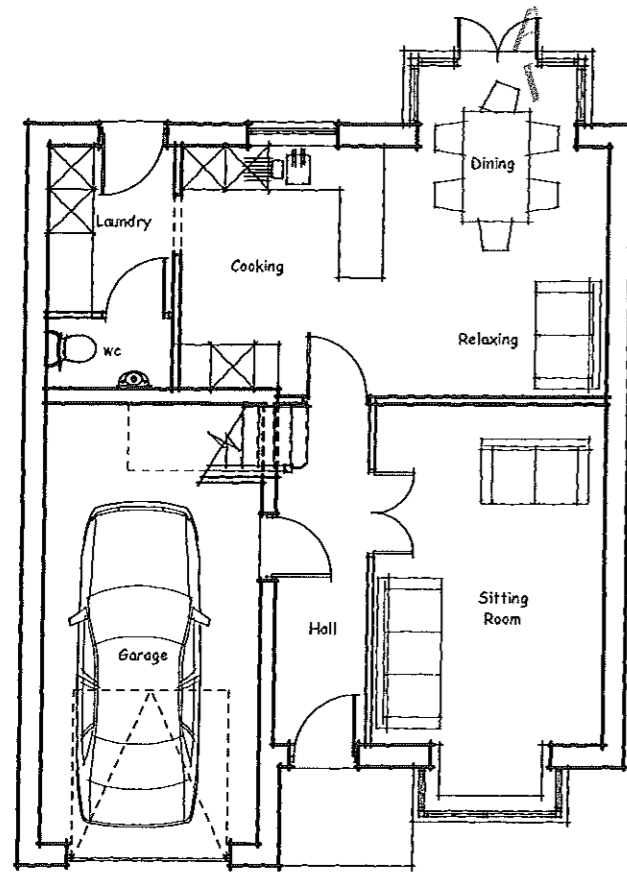 Dining
Laundry
Cooking
Relaxing
WC
Sitting
Room
Hall
Garage